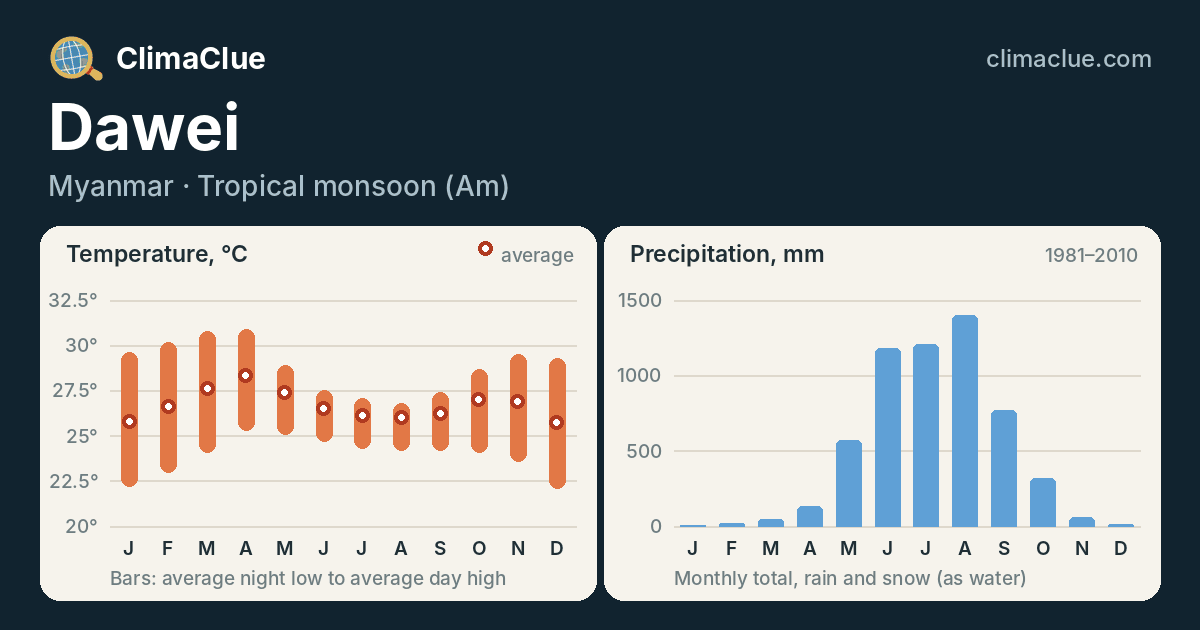 ClimaClue
climaclue.com
Dawei
Myanmar · Tropical monsoon (Am)
Temperature, °C
average
32.5°
30°
27.5°
25°
22.5°
20°
J F M A M J J A S O N D
Bars: average night low to average day high
Precipitation, mm
1981–2010
1500
1000
500
0
J F M A M J J A S O N D
Monthly total, rain and snow (as water)